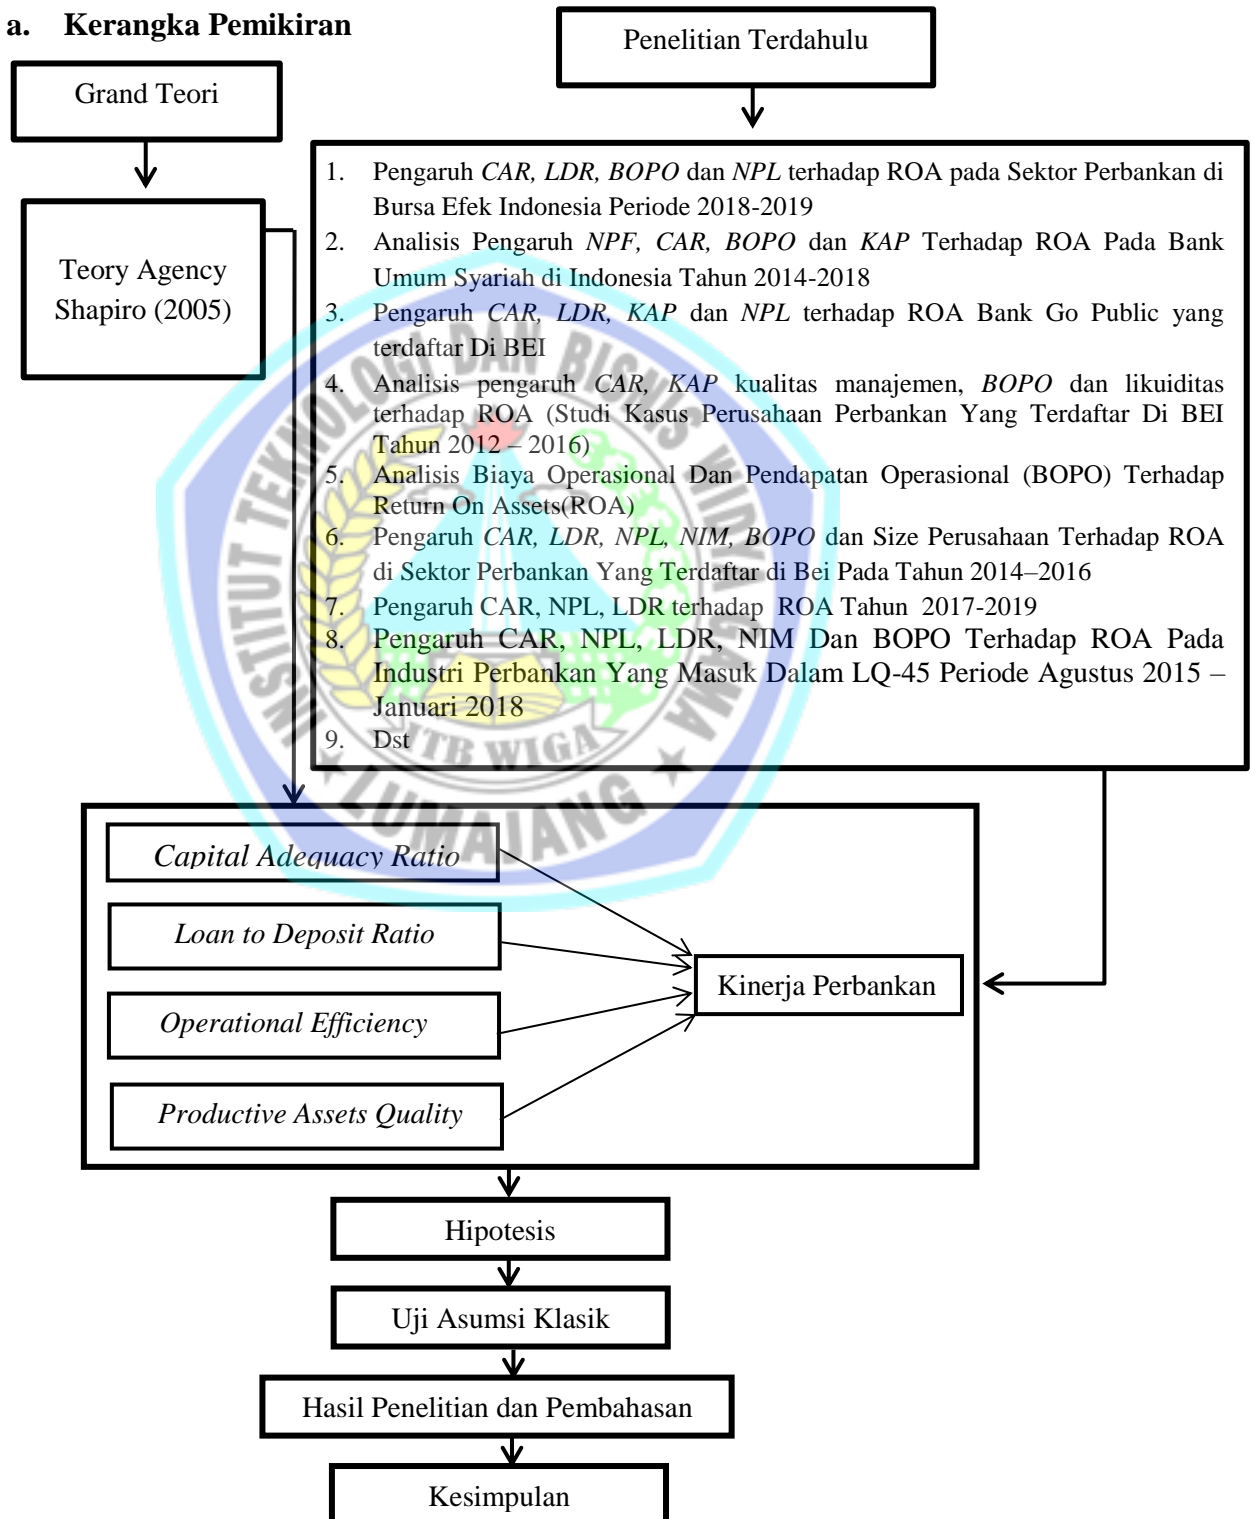 a. Kerangka Pemikiran
Penelitian Terdahulu
Grand Teori
Teory Agency
Shapiro (2005)
1. Pengaruh CAR, LDR, BOPO dan NPL terhadap ROA pada Sektor Perbankan di
Bursa Efek Indonesia Periode 2018-2019
2. Analisis Pengaruh NPF, CAR, BOPO dan KAP Terhadap ROA Pada Bank
Umum Syariah di Indonesia Tahun 2014-2018
3. Pengaruh CAR, LDR, KAP dan NPL terhadap ROA Bank Go Public yang
terdaftar Di BEI
4. Analisis pengaruh CAR, KAP kualitas manajemen, BOPO dan likuiditas
terhadap ROA (Studi Kasus Perusahaan Perbankan Yang Terdaftar Di BEI
Tahun 2012 – 2016)
5. Analisis Biaya Operasional Dan Pendapatan Operasional (BOPO) Terhadap
Return On Assets(ROA)
6. Pengaruh CAR, LDR, NPL, NIM, BOPO dan Size Perusahaan Terhadap ROA
di Sektor Perbankan Yang Terdaftar di Bei Pada Tahun 2014–2016
7. Pengaruh CAR, NPL, LDR terhadap ROA Tahun 2017-2019
8. Pengaruh CAR, NPL, LDR, NIM Dan BOPO Terhadap ROA Pada
Industri Perbankan Yang Masuk Dalam LQ-45 Periode Agustus 2015 –
Januari 2018
9. Dst
INSTITUT TEKNOLOGI DAN BISNIS WIDYA GAMA
ITB WIGA
LUMAJANG
Capital Adequacy Ratio
Loan to Deposit Ratio
Operational Efficiency
Productive Assets Quality
Kinerja Perbankan
Hipotesis
Uji Asumsi Klasik
Hasil Penelitian dan Pembahasan
Kesimpulan